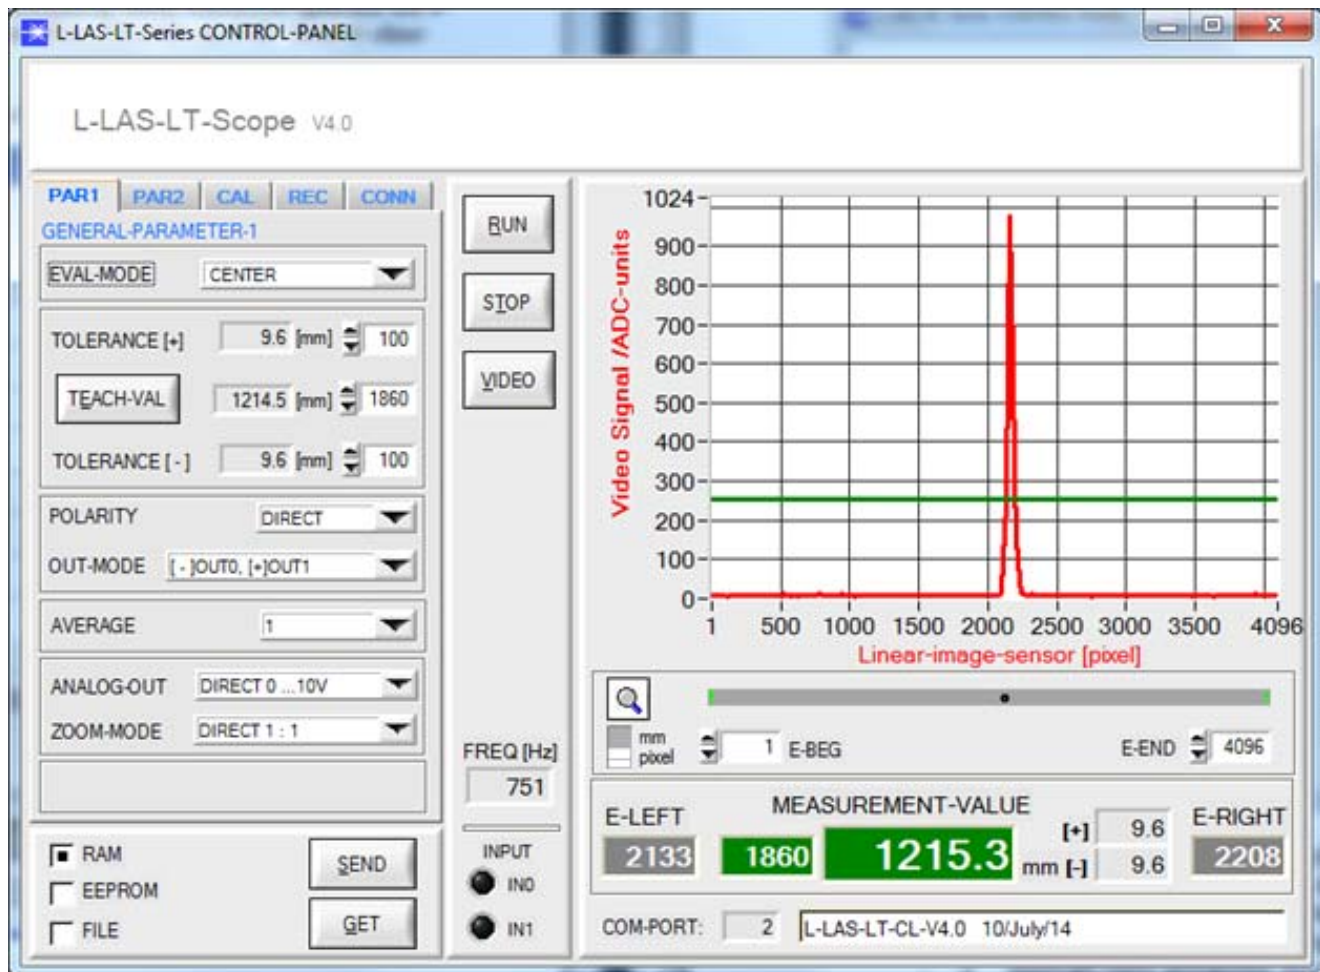 L-LAS-LT-Series CONTROL-PANEL
L-LAS-LT-Scope V4.0
PAR1 PAR2 CAL REC CONN
GENERAL-PARAMETER-1
EVAL-MODE CENTER
TOLERANCE [+] 9.6 [mm] 100
TEACH-VAL 1214.5 [mm] 1860
TOLERANCE [ - ] 9.6 [mm] 100
POLARITY DIRECT
OUT-MODE [ - ]OUT0, [+]OUT1
AVERAGE 1
ANALOG-OUT DIRECT 0 ...10V
ZOOM-MODE DIRECT 1 : 1
RAM
EEPROM
FILE
SEND
GET
RUN
STOP
VIDEO
FREQ [Hz]
751
INPUT
IN0
IN1
Video Signal /ADC-units
1024
900
800
700
600
500
400
300
200
100
0
1 500 1000 1500 2000 2500 3000 3500 4096
Linear-image-sensor [pixel]
mm
pixel
1 E-BEG
E-END 4096
MEASUREMENT-VALUE
E-LEFT
2133
1860
1215.3 mm
[+] 9.6
[-] 9.6
E-RIGHT
2208
COM-PORT: 2 L-LAS-LT-CL-V4.0 10/July/14